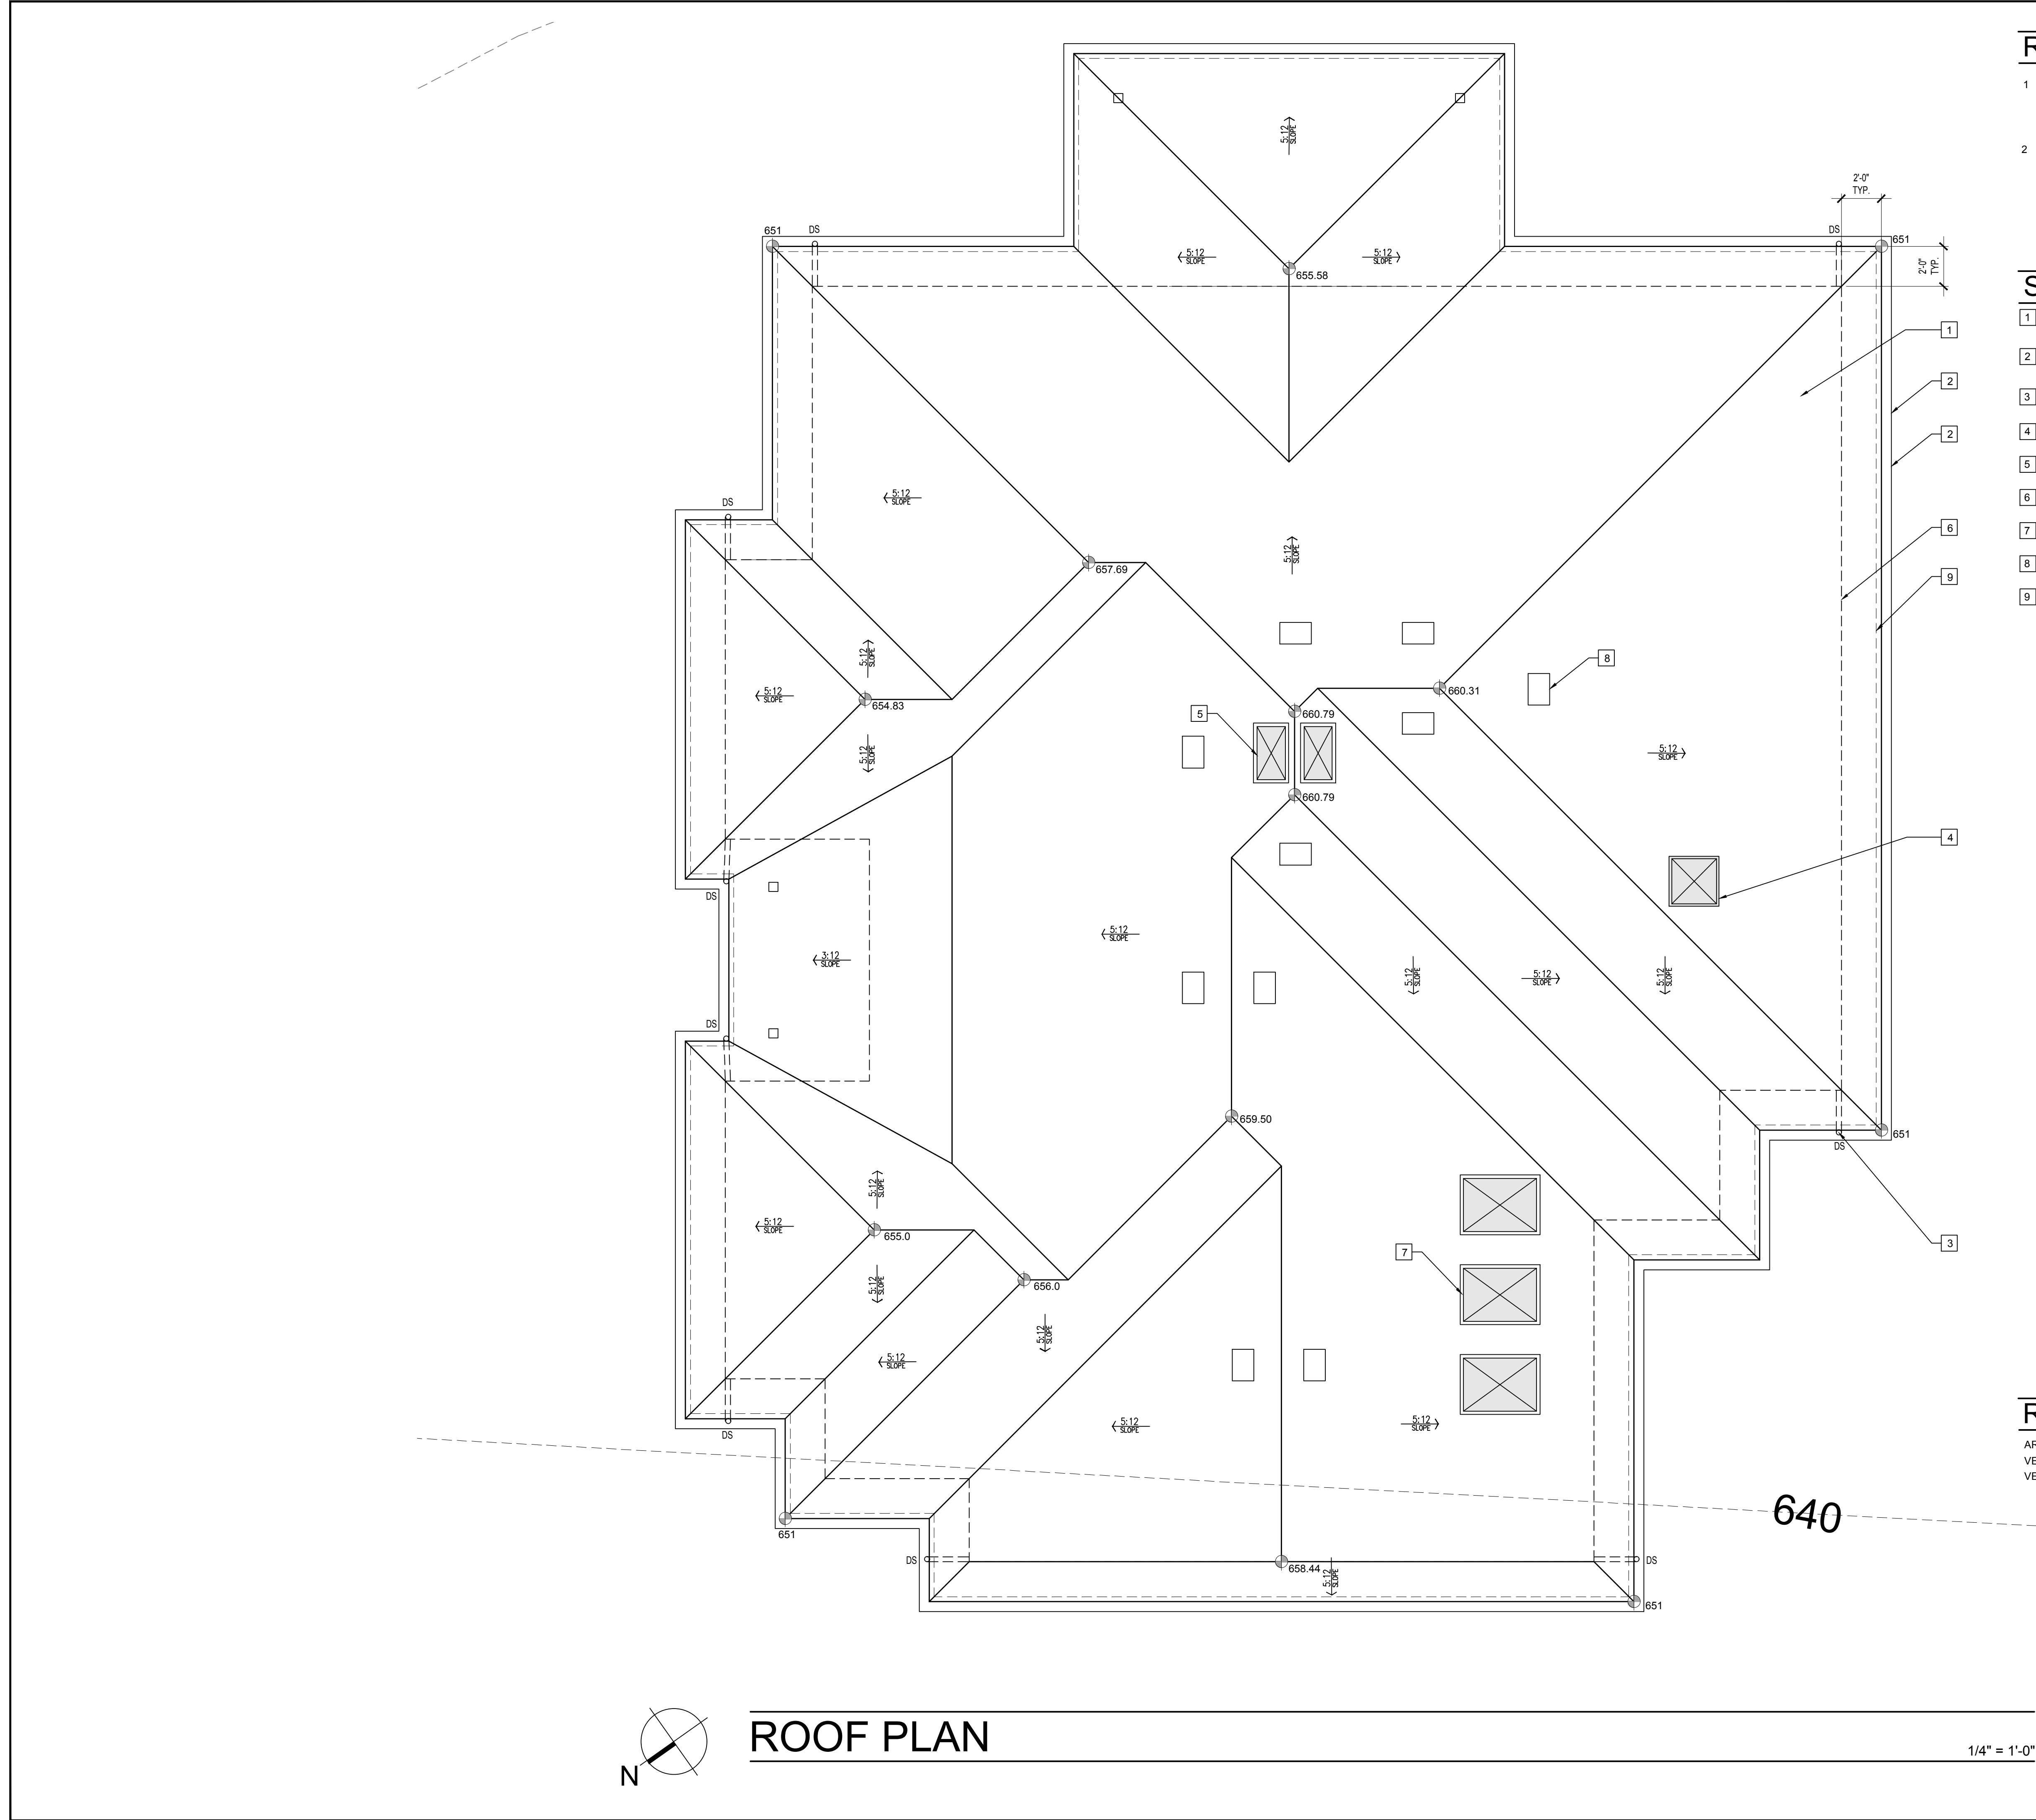 R
1
2
2'-0"
TYP.
651
DS
DS
651
2'-0"
TYP.
5:12
SLOPE
5:12
SLOPE
5:12
SLOPE
655.58
S
1
1
2
2
3
2
4
5
DS
5:12
SLOPE
6
6
7
5:12
SLOPE
657.69
8
9
9
5:12
SLOPE
8
5:12
SLOPE
654.83
660.31
5
660.79
5:12
SLOPE
5:12
SLOPE
660.79
4
DS
5:12
SLOPE
3:12
SLOPE
5:12
SLOPE
5:12
SLOPE
5:12
SLOPE
DS
659.50
651
DS
5:12
SLOPE
5:12
SLOPE
655.0
3
7
5:12
SLOPE
656.0
5:12
SLOPE
5:12
SLOPE
5:12
SLOPE
5:12
SLOPE
DS
R
AR
VE
VE
640
651
DS
DS
658.44
5:12
SLOPE
651
N
ROOF PLAN
1/4" = 1'-0"